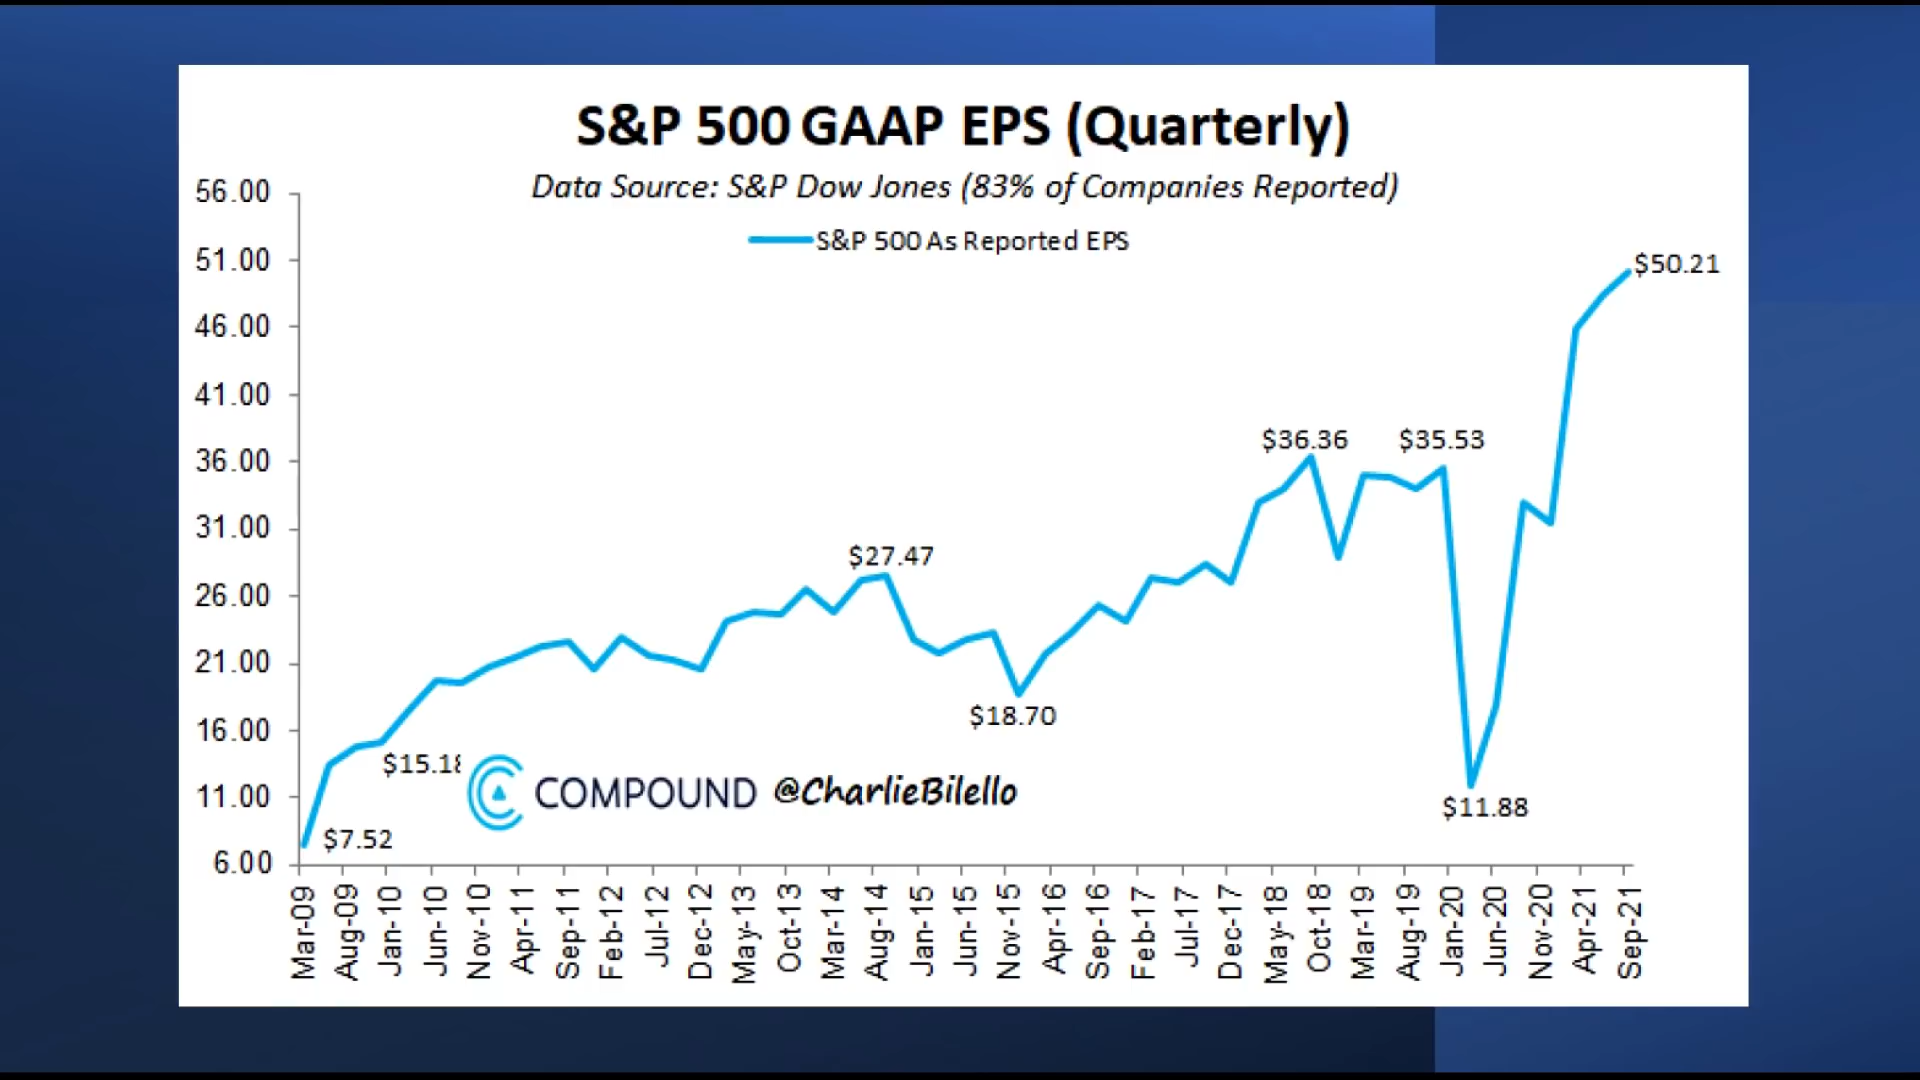 S&P 500 GAAP EPS (Quarterly)
Data Source: S&P Dow Jones (83% of Companies Reported)
S&P 500 As Reported EPS
56.00
51.00
46.00
41.00
36.00
31.00
26.00
21.00
16.00
11.00
6.00
$7.52
$15.18
$27.47
$18.70
$36.36
$35.53
$11.88
$50.21
COMPOUND @CharlieBilello
Mar-09
Aug-09
Jan-10
Jun-10
Nov-10
Apr-11
Sep-11
Feb-12
Jul-12
Dec-12
May-13
Oct-13
Mar-14
Aug-14
Jan-15
Jun-15
Nov-15
Apr-16
Sep-16
Feb-17
Jul-17
Dec-17
May-18
Oct-18
Mar-19
Aug-19
Jan-20
Jun-20
Nov-20
Apr-21
Sep-21